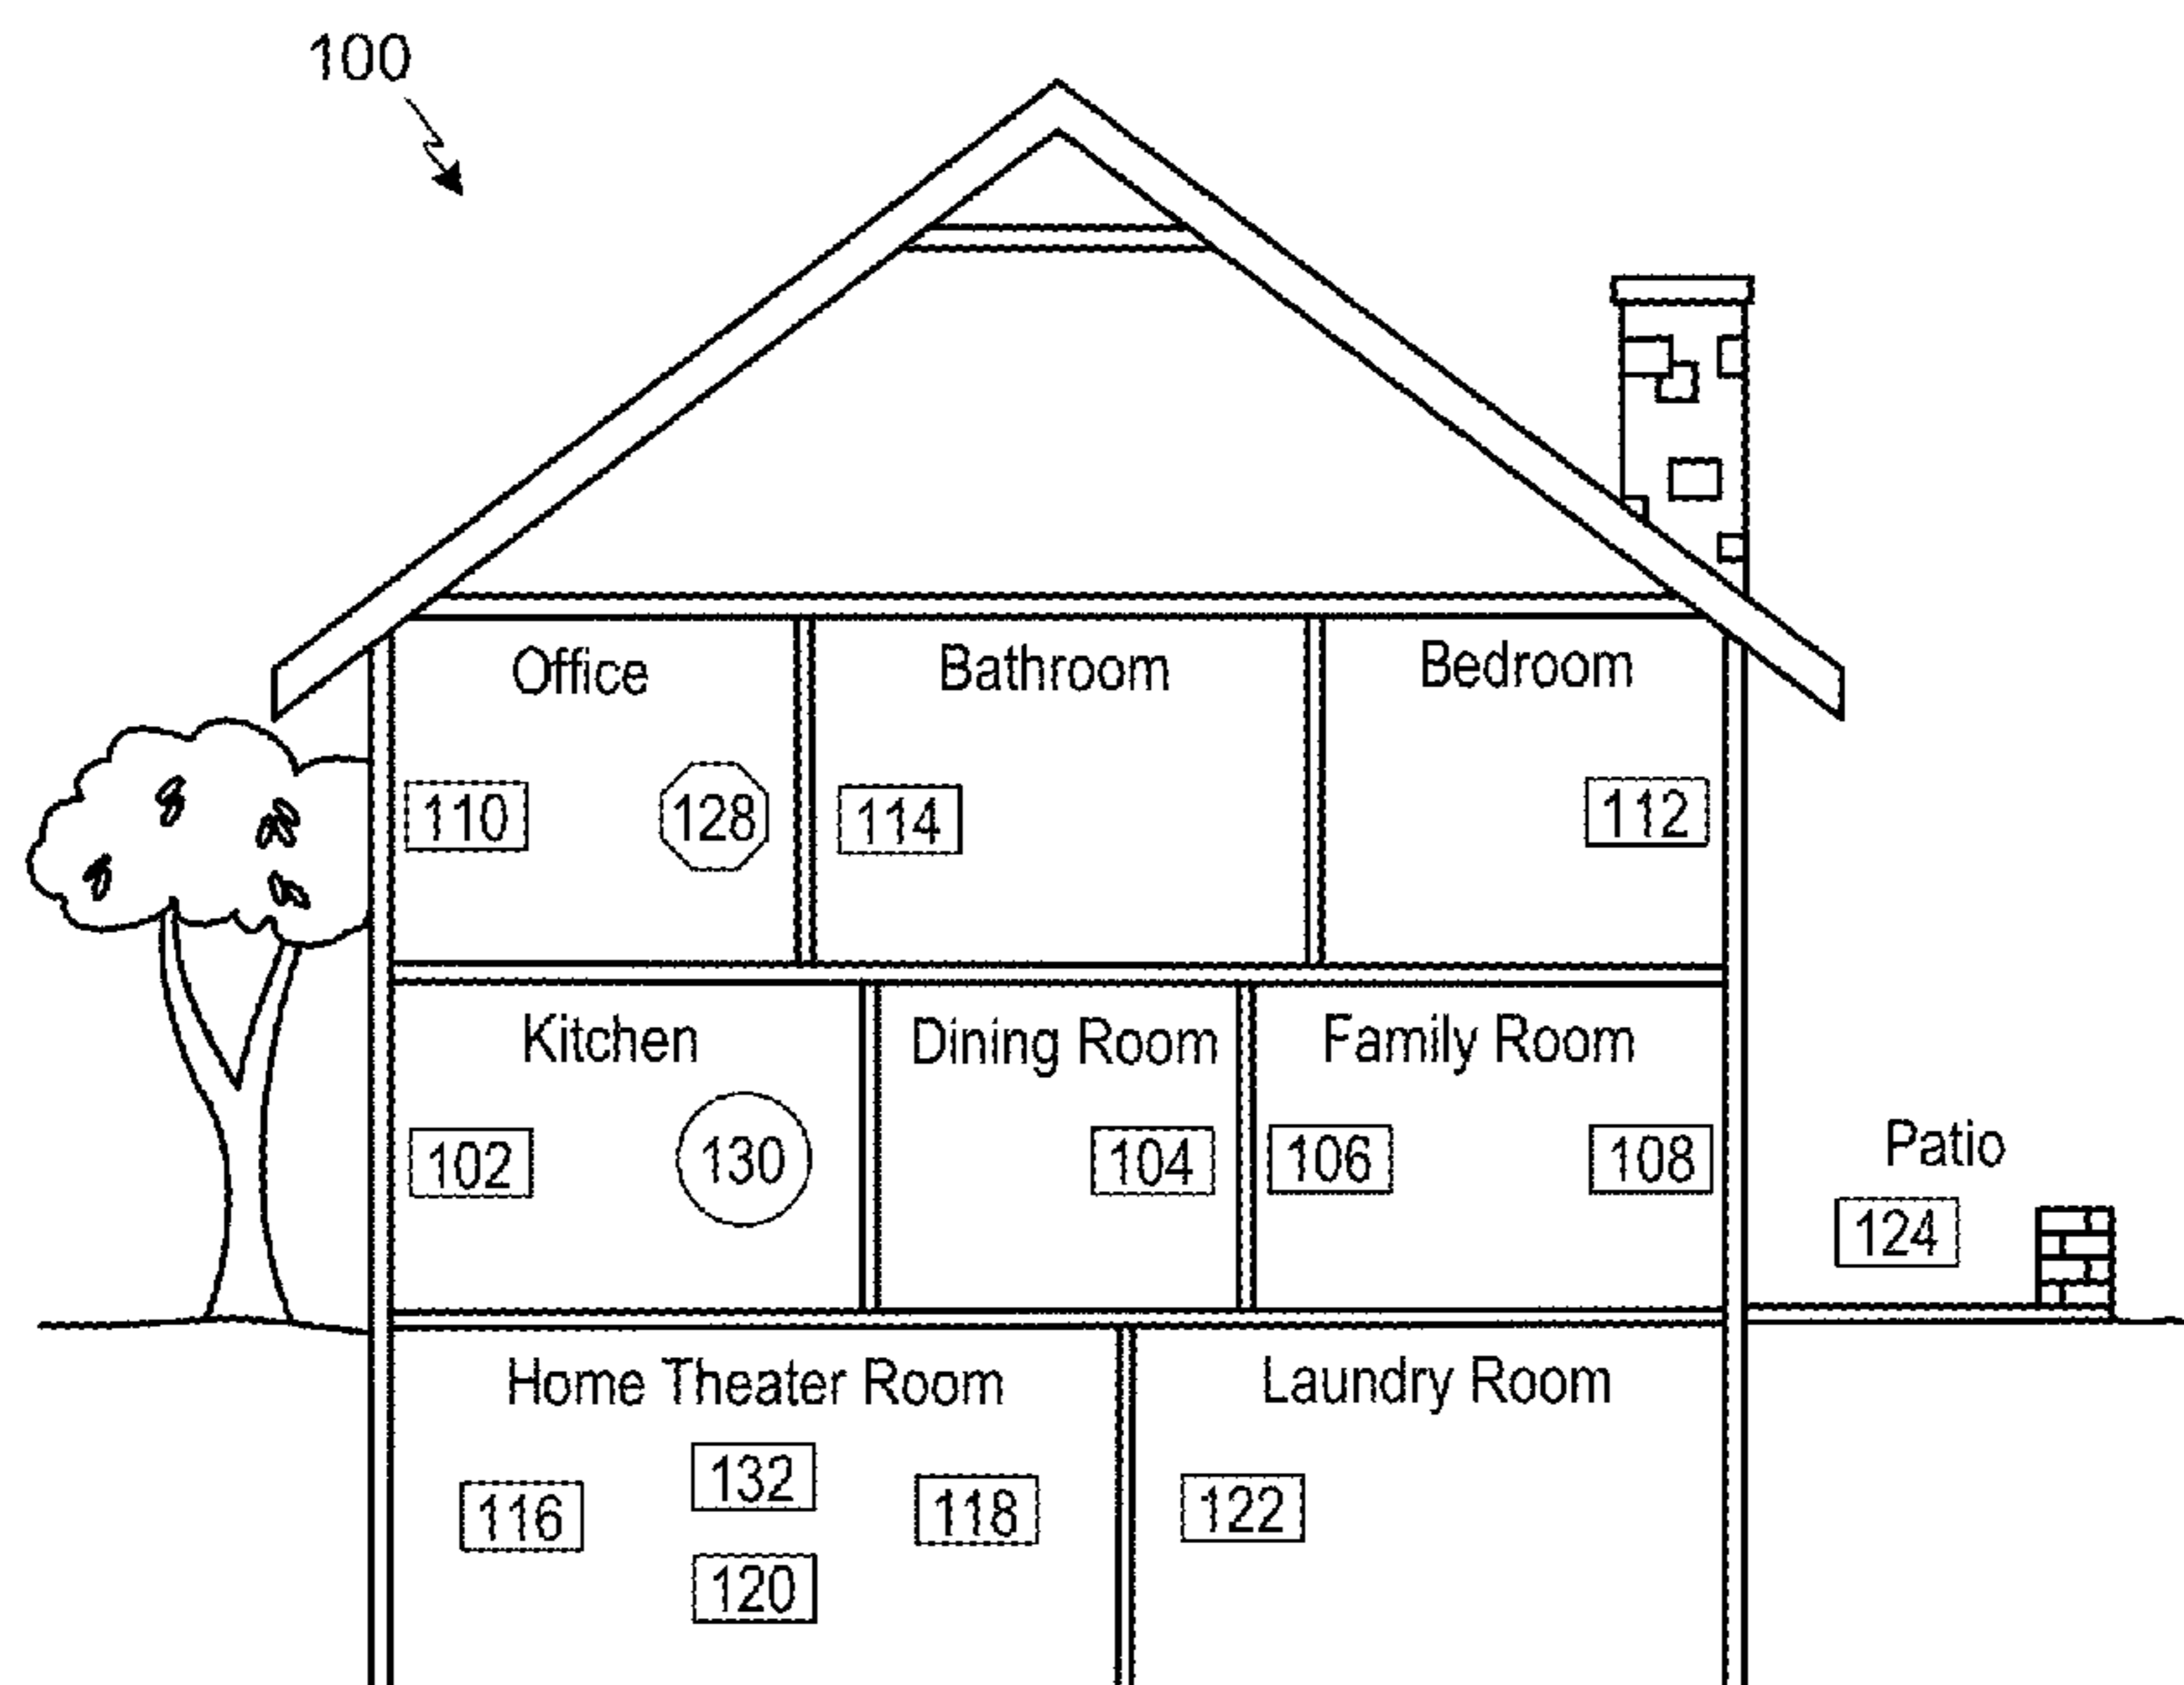 100
Office
Bathroom
Bedroom
110
128
114
112
Kitchen
Dining Room
Family Room
102
130
104
106
108
Patio
124
Home Theater Room
Laundry Room
132
116
118
122
120